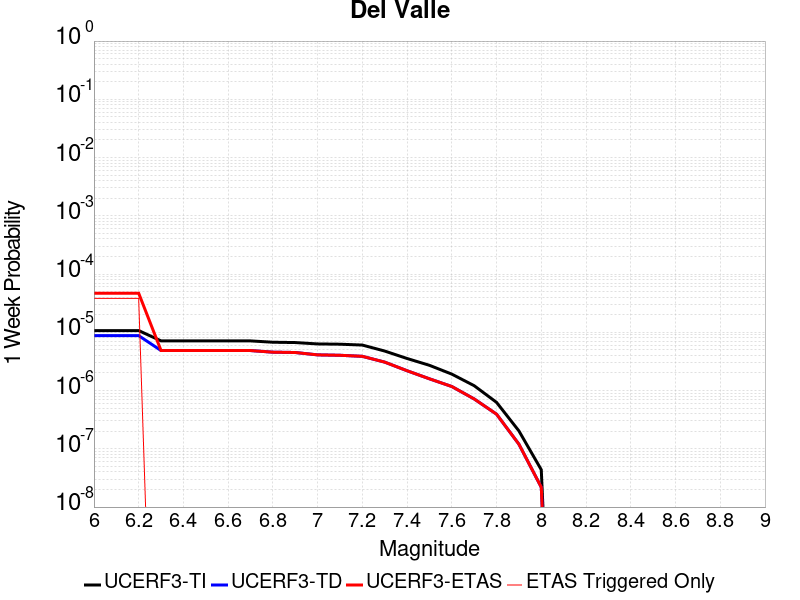 Del Valle
10^0
10^-1
10^-2
10^-3
10^-4
10^-5
10^-6
10^-7
10^-8
1 Week Probability
6 6.2 6.4 6.6 6.8 7 7.2 7.4 7.6 7.8 8 8.2 8.4 8.6 8.8 9
Magnitude
UCERF3-TI UCERF3-TD UCERF3-ETAS ETAS Triggered Only